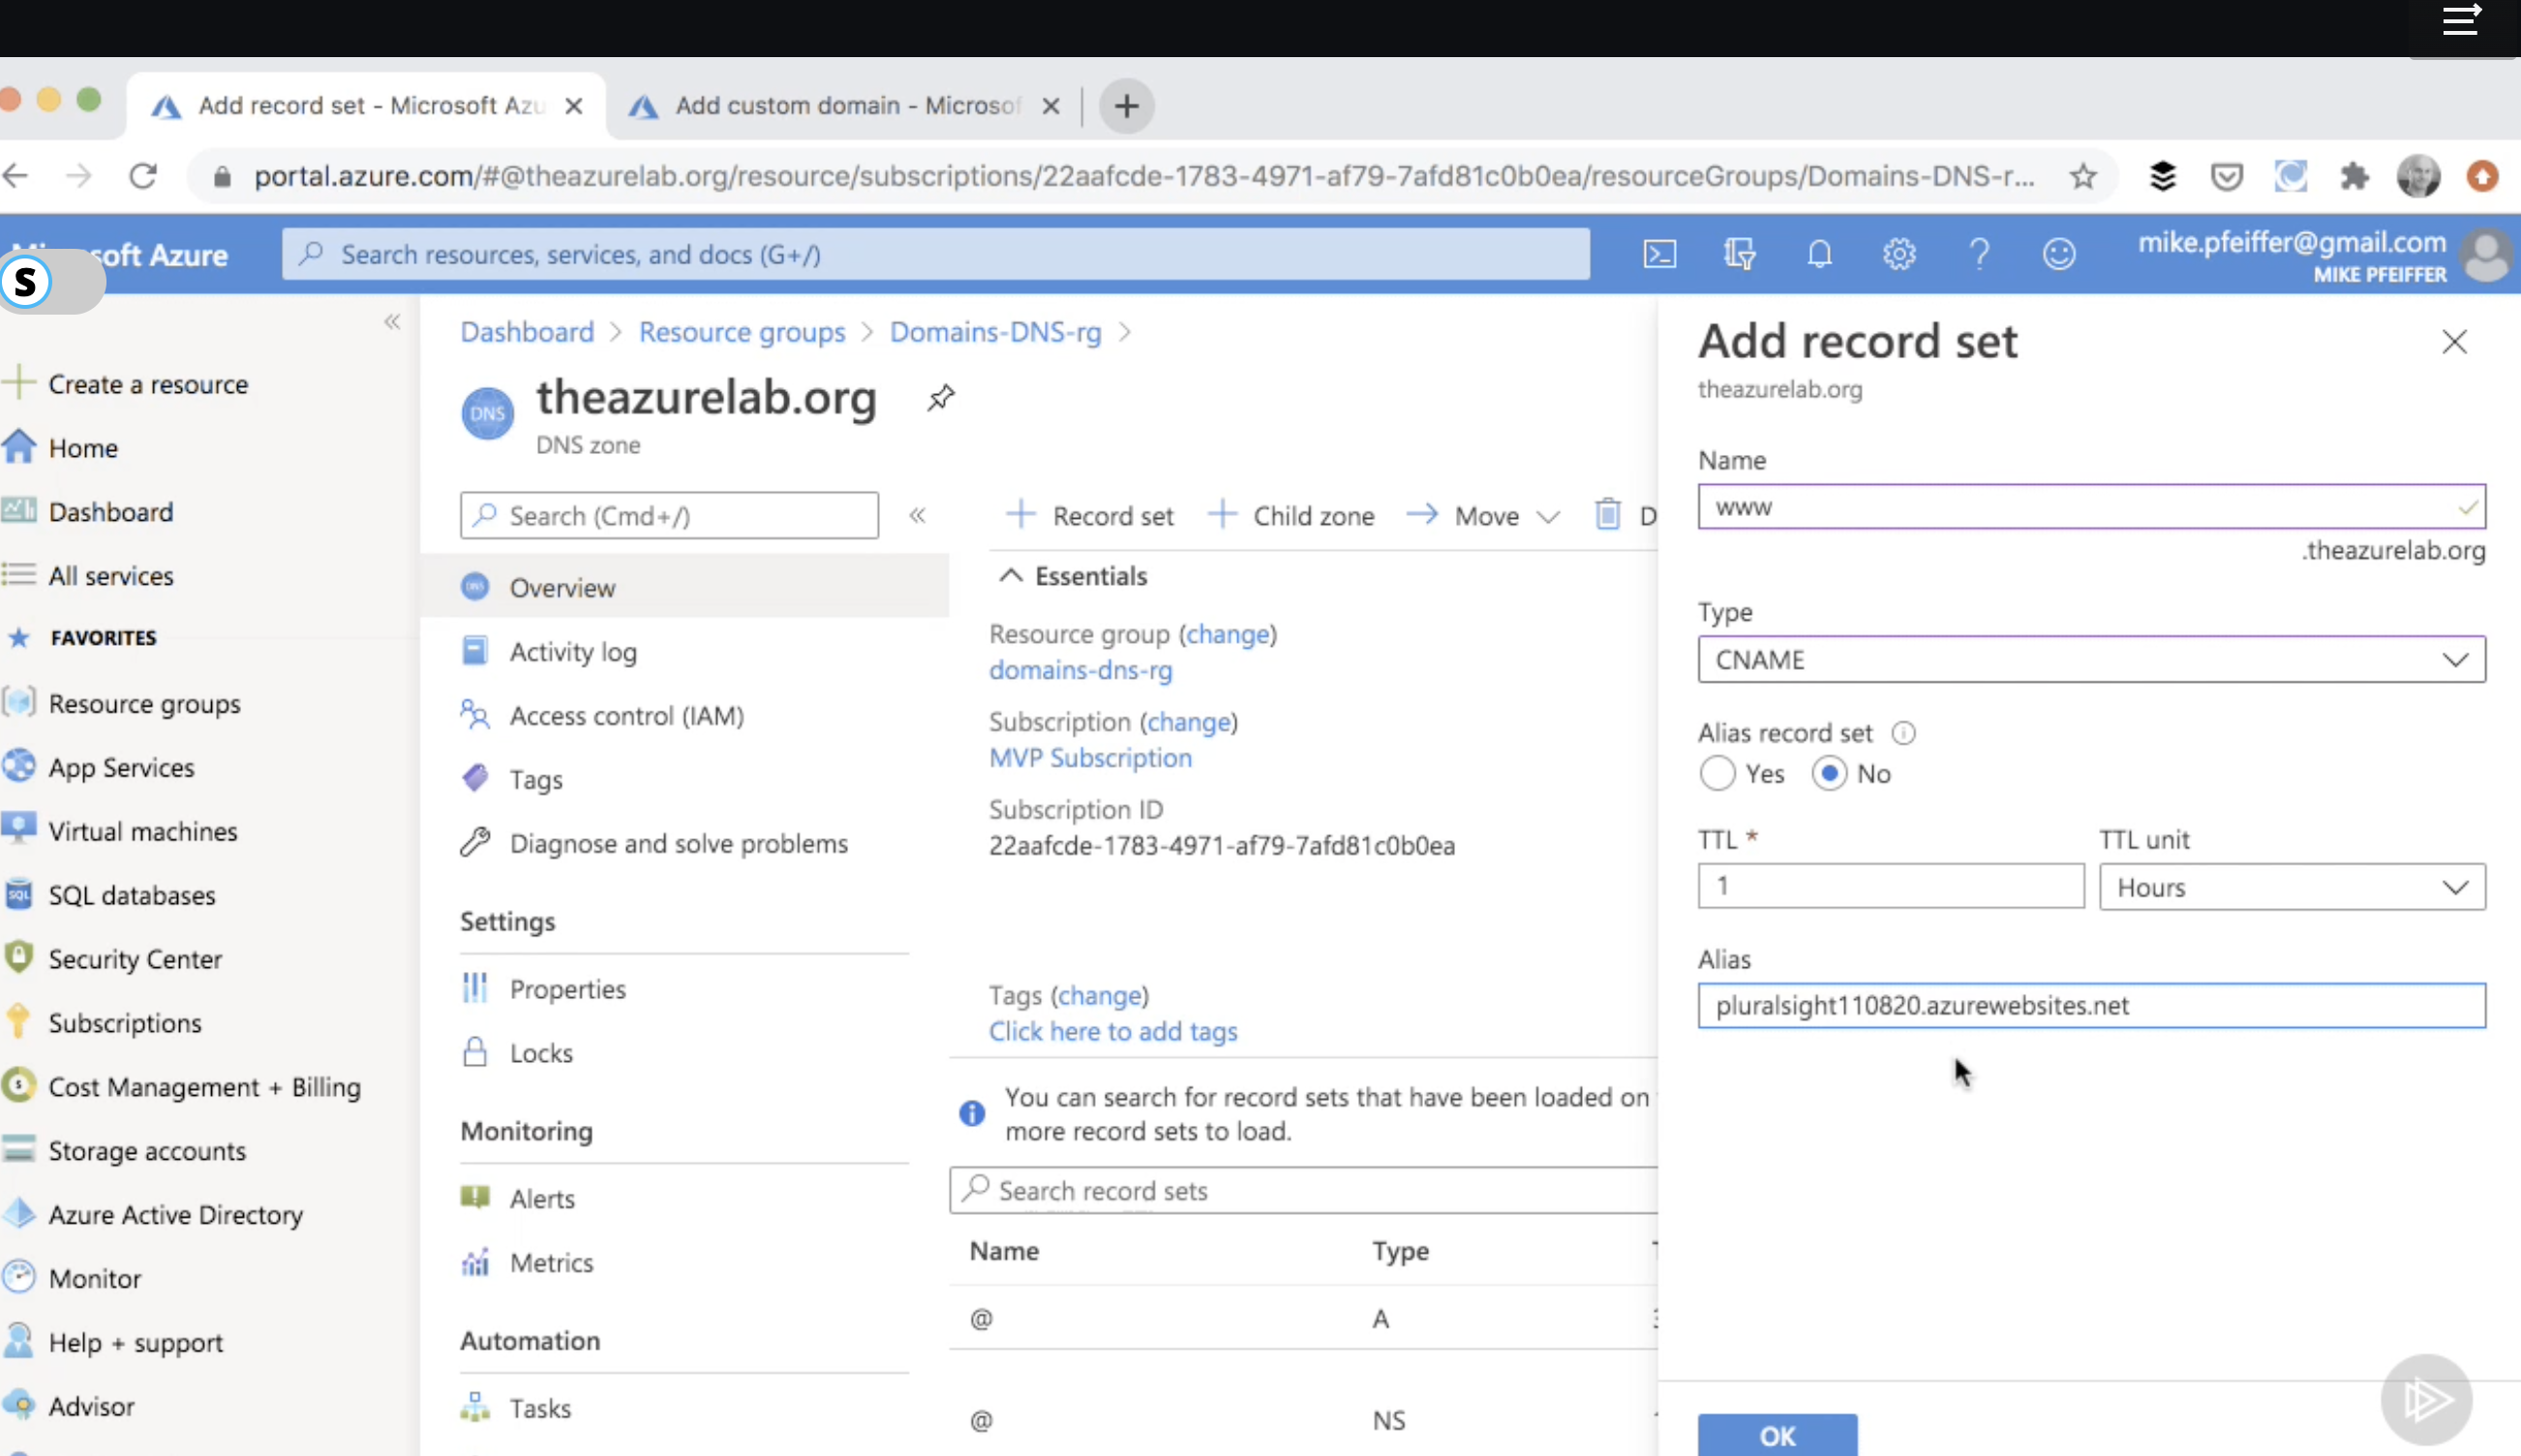 Add record set - Microsoft Azu
Add custom domain - Microsof
portal.azure.com/#@theazurelab.org/resource/subscriptions/22aafcde-1783-4971-af79-7afd81c0b0ea/resourceGroups/Domains-DNS-r...
soft Azure
Search resources, services, and docs (G+/)
mike.pfeiffer@gmail.com
MIKE PFEIFFER
S
Create a resource
Home
Dashboard
All services
FAVORITES
Resource groups
App Services
Virtual machines
SQL databases
Security Center
Subscriptions
Cost Management + Billing
Storage accounts
Azure Active Directory
Monitor
Help + support
Advisor
Dashboard > Resource groups > Domains-DNS-rg >
DNS
theazurelab.org
DNS zone
Search (Cmd+/)
Overview
Activity log
Access control (IAM)
Tags
Diagnose and solve problems
Settings
Properties
Locks
Monitoring
Alerts
Metrics
Automation
Tasks
Record set
Child zone
Move
D
Essentials
Resource group (change)
domains-dns-rg
Subscription (change)
MVP Subscription
Subscription ID
22aafcde-1783-4971-af79-7afd81c0b0ea
Tags (change)
Click here to add tags
You can search for record sets that have been loaded on
more record sets to load.
Search record sets
Name Type
@ A
@ NS
Add record set
theazurelab.org
Name
www
.theazurelab.org
Type
CNAME
Alias record set
Yes No
TTL * TTL unit
1 Hours
Alias
pluralsight110820.azurewebsites.net
OK